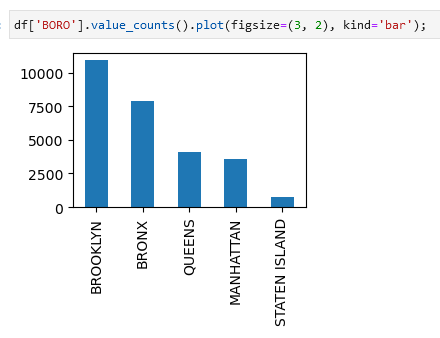 df['BORO'].value_counts().plot(figsize=(3, 2), kind='bar');
10000
7500
5000
2500
0
BROOKLYN
BRONX
QUEENS
MANHATTAN
STATEN ISLAND